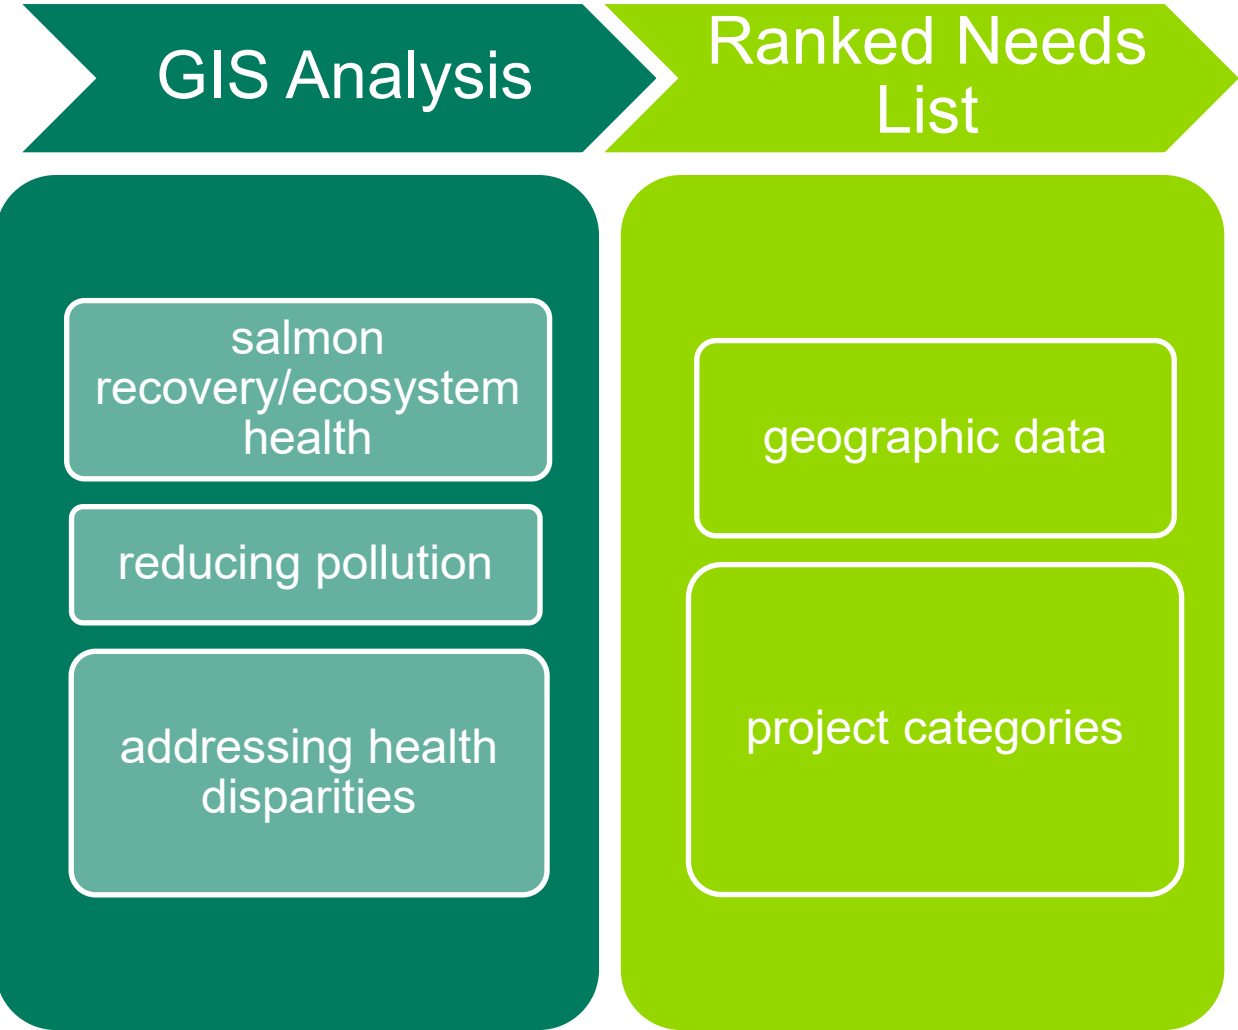 GIS Analysis
Ranked Needs
List
salmon
recovery/ecosystem
health
reducing pollution
addressing health
disparities
geographic data
project categories